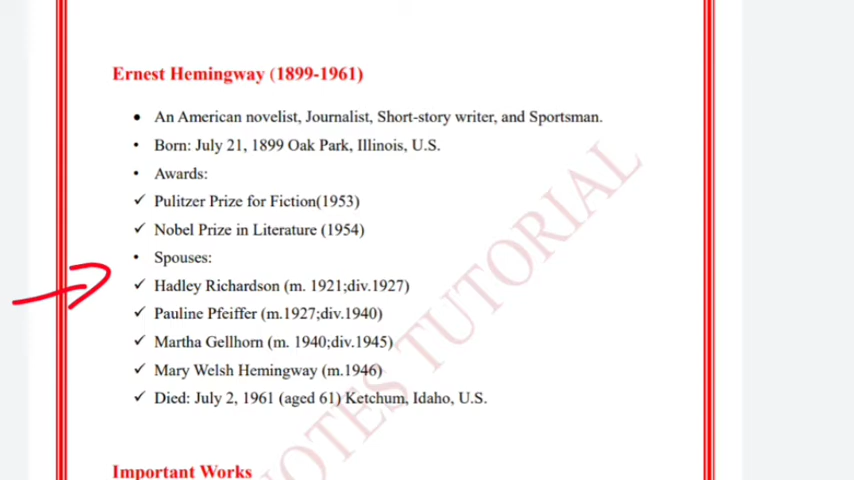 Ernest Hemingway (1899-1961)
• An American novelist, Journalist, Short-story writer, and Sportsman.
• Born: July 21, 1899 Oak Park, Illinois, U.S.
• Awards:
✓ Pulitzer Prize for Fiction(1953)
✓ Nobel Prize in Literature (1954)
• Spouses:
✓ Hadley Richardson (m. 1921;div.1927)
✓ Pauline Pfeiffer (m.1927;div.1940)
✓ Martha Gellhorn (m. 1940;div.1945)
✓ Mary Welsh Hemingway (m.1946)
✓ Died: July 2, 1961 (aged 61) Ketchum, Idaho, U.S.
Important Works
NOTES TUTORIAL